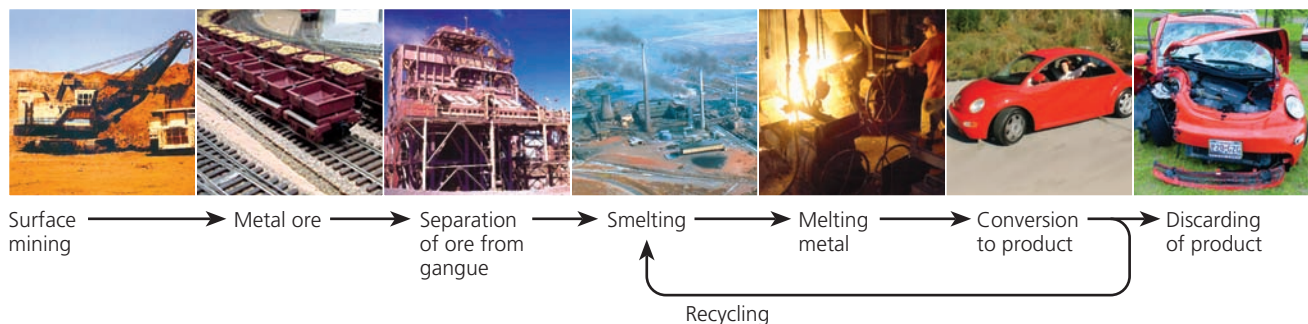 Surface
mining
Metal ore
Separation
of ore from
gangue
Smelting
Melting
metal
Conversion
to product
Discarding
of product
Recycling